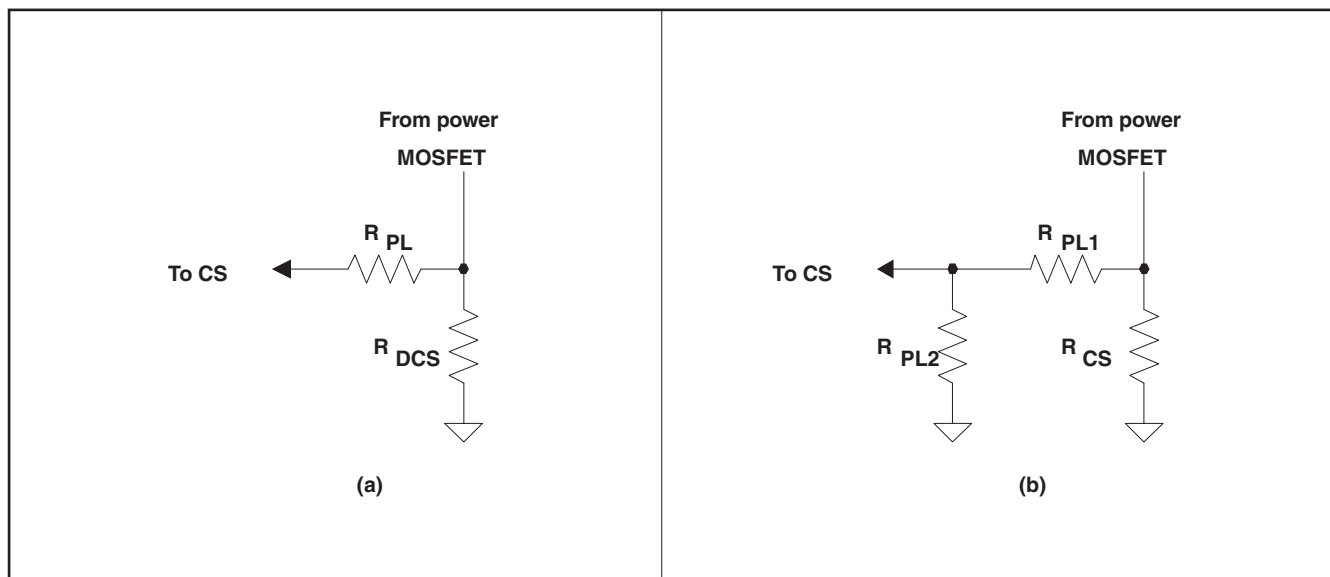 From power
MOSFET
R PL
To CS
R DCS
(a)
From power
MOSFET
R PL1
To CS
R PL2
R CS
(b)